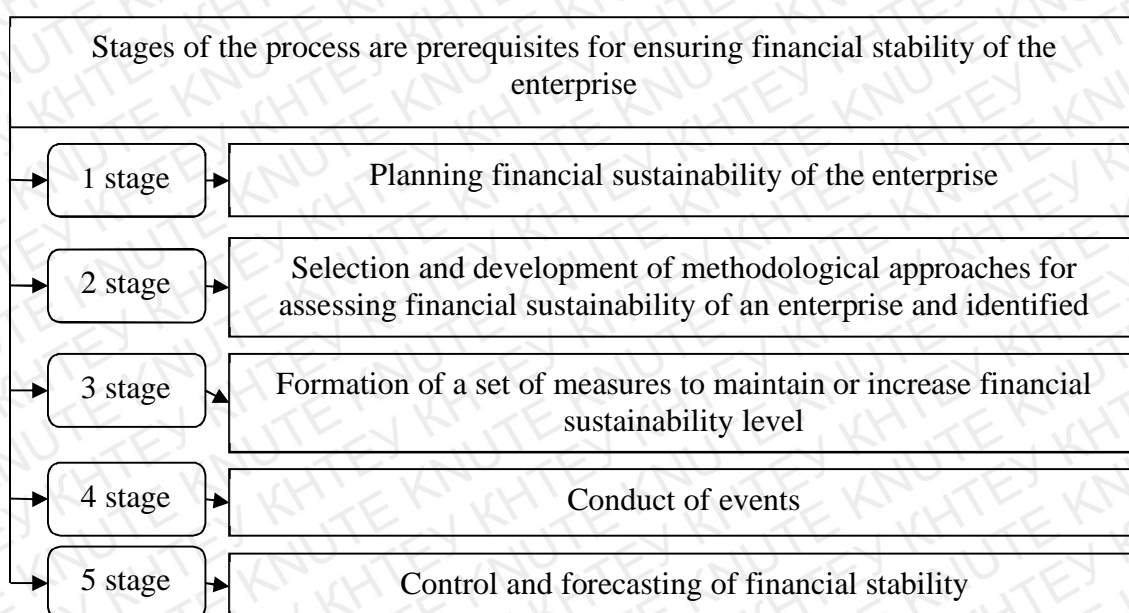 Stages of the process are prerequisites for ensuring financial stability of the
enterprise
1 stage
Planning financial sustainability of the enterprise
2 stage
Selection and development of methodological approaches for
assessing financial sustainability of an enterprise and identified
3 stage
Formation of a set of measures to maintain or increase financial
sustainability level
4 stage
Conduct of events
5 stage
Control and forecasting of financial stability